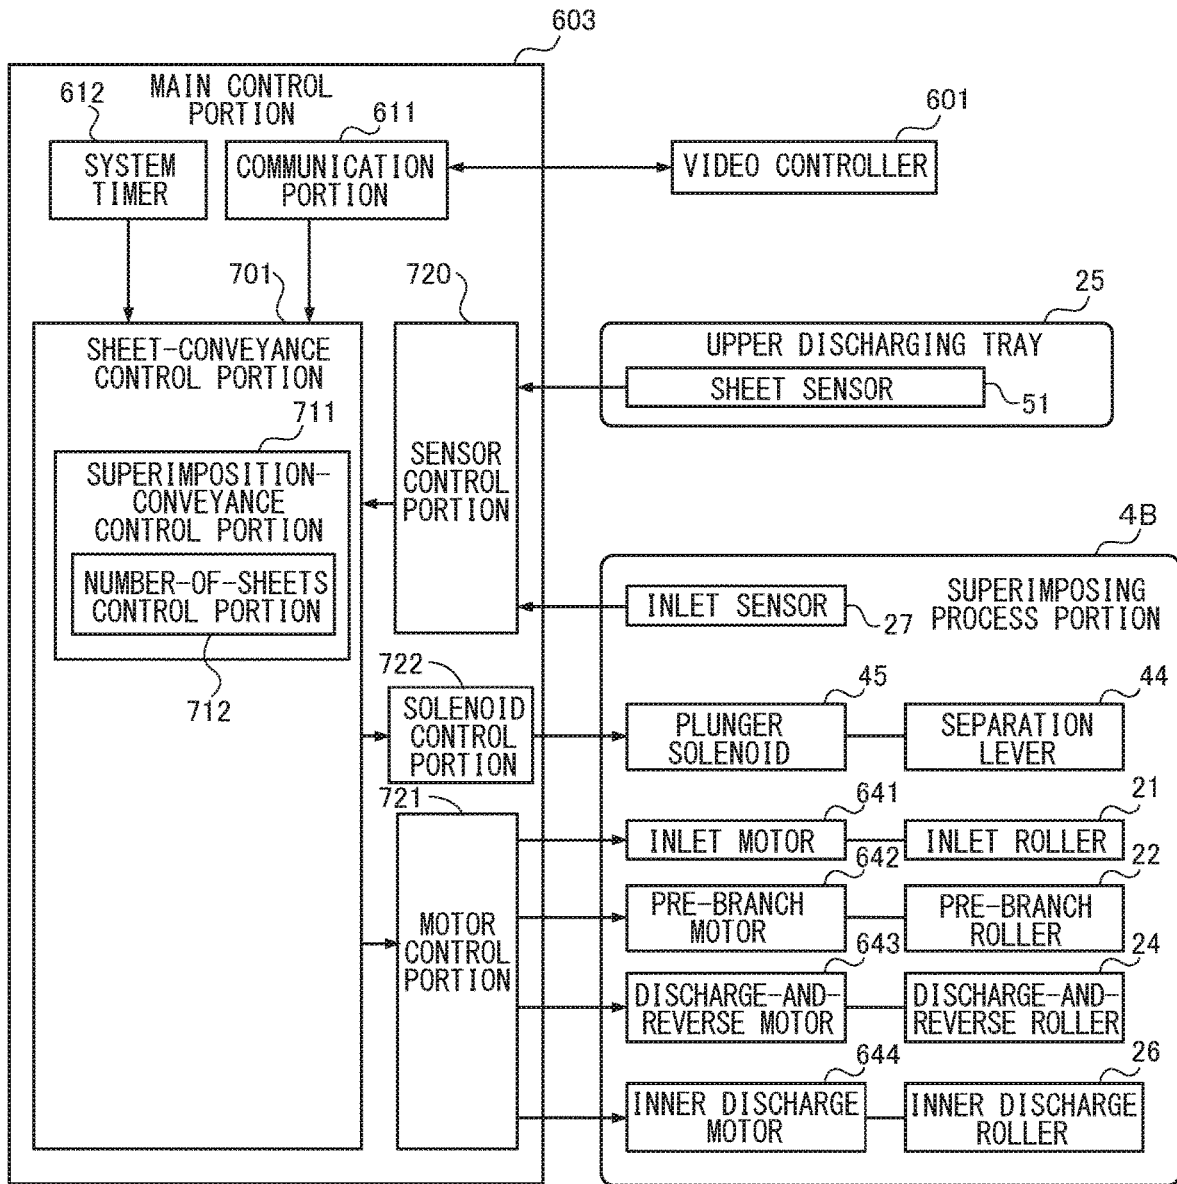 603
MAIN CONTROL
PORTION
612
611
601
SYSTEM
TIMER
COMMUNICATION
PORTION
VIDEO CONTROLLER
701
720
25
SHEET-CONVEYANCE
CONTROL PORTION
UPPER DISCHARGING TRAY
SHEET SENSOR
51
711
SUPERIMPOSITION-
CONVEYANCE
CONTROL PORTION
SENSOR
CONTROL
PORTION
NUMBER-OF-SHEETS
CONTROL PORTION
712
4B
INLET SENSOR
27
SUPERIMPOSING
PROCESS PORTION
722
SOLENOID
CONTROL
PORTION
45
PLUNGER
SOLENOID
44
SEPARATION
LEVER
721
MOTOR
CONTROL
PORTION
641
INLET MOTOR
21
INLET ROLLER
642
PRE-BRANCH
MOTOR
22
PRE-BRANCH
ROLLER
643
DISCHARGE-AND-
REVERSE MOTOR
24
DISCHARGE-AND-
REVERSE ROLLER
644
INNER DISCHARGE
MOTOR
26
INNER DISCHARGE
ROLLER